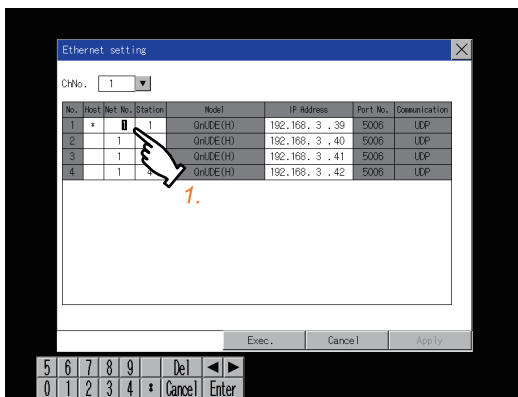 Ethernet setting
ChNo. 1
No. Host Net No. Station Model IP Address Port No. Communication
1 * 1 1 QnUDE(H) 192.168. 3 .39 5006 UDP
2 1 QnUDE(H) 192.168. 3 .40 5006 UDP
3 1 QnUDE(H) 192.168. 3 .41 5006 UDP
4 1 4 QnUDE(H) 192.168. 3 .42 5006 UDP
1.
Exec. Cancel Apply
5 6 7 8 9 Del ◀ ▶
0 1 2 3 4 * Cancel Enter